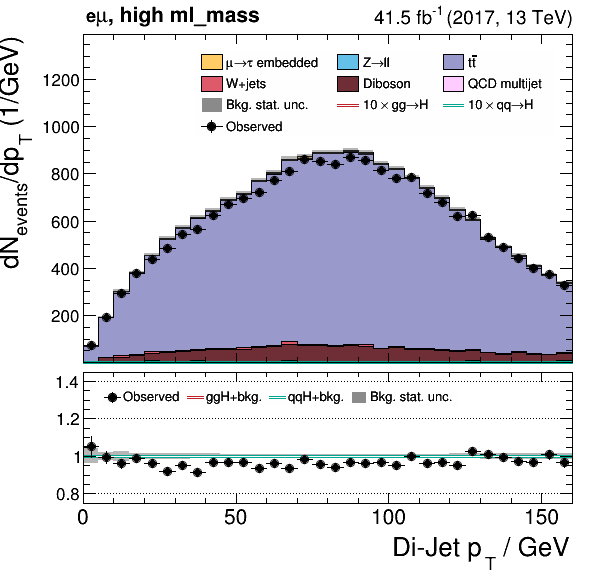 eμ, high ml_mass
41.5 fb⁻¹ (2017, 13 TeV)
dN_events/dp_T (1/GeV)
1200
1000
800
600
400
200
μ→τ embedded
Z→ll
tt̄
W+jets
Diboson
QCD multijet
Bkg. stat. unc.
10 × gg→H
10 × qq→H
Observed
1.4
1.2
1
0.8
Observed
ggH+bkg.
qqH+bkg.
Bkg. stat. unc.
0
50
100
150
Di-Jet p_T / GeV